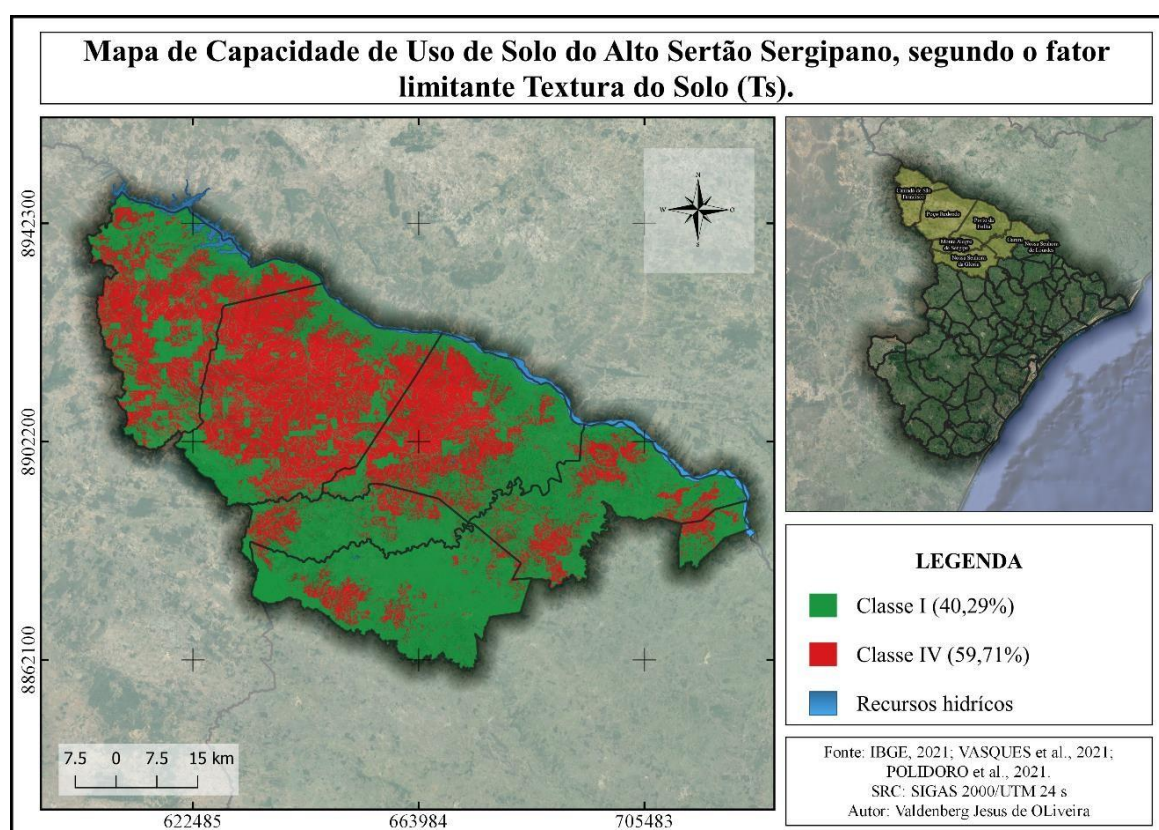 Mapa de Capacidade de Uso de Solo do Alto Sertão Sergipano, segundo o fator
limitante Textura do Solo (Ts).
8942300
8902200
8862100
N
W
O
S
7.5 0 7.5 15 km
622485
663984
705483
Canindé de São
Francisco
Poço Redondo
Porto da
Folha
Monte Alegre
de Sergipe
Gararu
Nossa Senhora
de Lourdes
Nossa Senhora
da Glória
LEGENDA
Classe I (40,29%)
Classe IV (59,71%)
Recursos hidrícos
Fonte: IBGE, 2021; VASQUES et al., 2021;
POLIDORO et al., 2021.
SRC: SIGAS 2000/UTM 24 s
Autor: Valdenberg Jesus de OLiveira